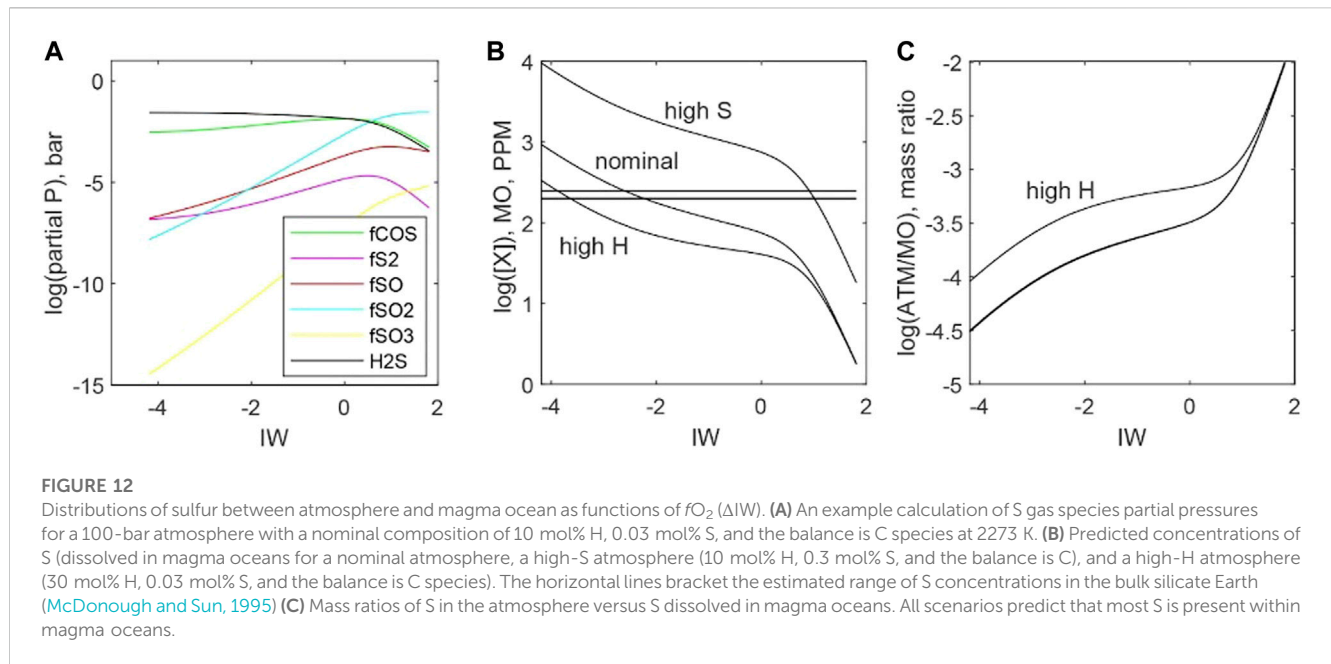 A
B
C
log(partial P), bar
0
-5
-10
-15
-4
-2
0
2
IW
fCOS
fS2
fSO
fSO2
fSO3
H2S
log([X]), MO, PPM
4
3
2
1
0
-4
-2
0
2
IW
high S
nominal
high H
log(ATM/MO), mass ratio
-2
-2.5
-3
-3.5
-4
-4.5
-5
-4
-2
0
2
IW
high H
FIGURE 12
Distributions of sulfur between atmosphere and magma ocean as functions of fO₂ (ΔIW). (A) An example calculation of S gas species partial pressures
for a 100-bar atmosphere with a nominal composition of 10 mol% H, 0.03 mol% S, and the balance is C species at 2273 K. (B) Predicted concentrations of
S (dissolved in magma oceans for a nominal atmosphere, a high-S atmosphere (10 mol% H, 0.3 mol% S, and the balance is C), and a high-H atmosphere
(30 mol% H, 0.03 mol% S, and the balance is C species). The horizontal lines bracket the estimated range of S concentrations in the bulk silicate Earth
(McDonough and Sun, 1995) (C) Mass ratios of S in the atmosphere versus S dissolved in magma oceans. All scenarios predict that most S is present within
magma oceans.